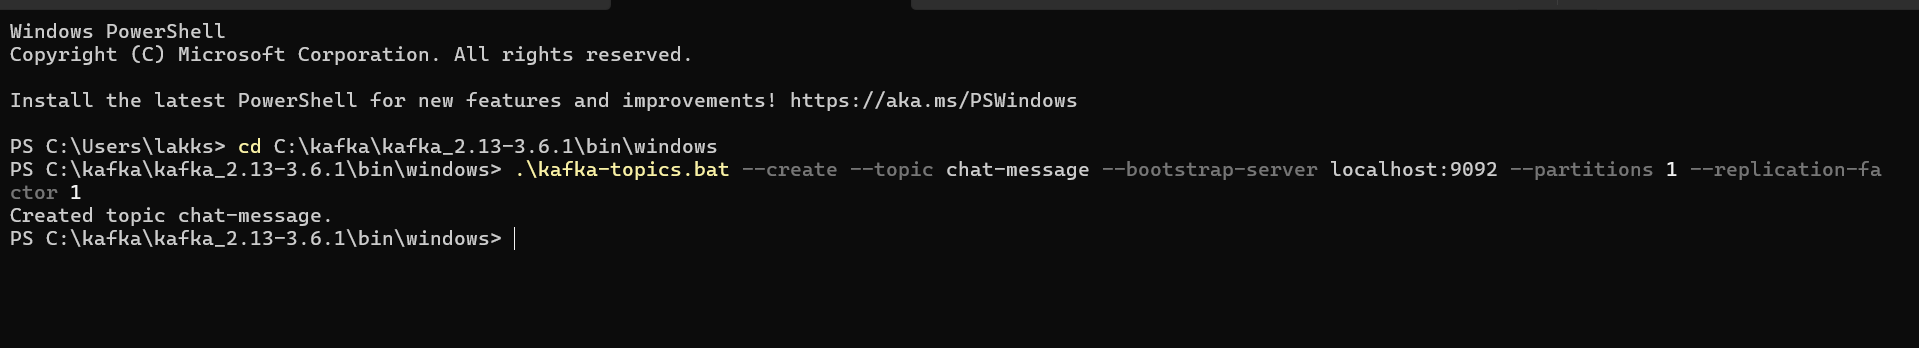 Windows PowerShell
Copyright (C) Microsoft Corporation. All rights reserved.
Install the latest PowerShell for new features and improvements! https://aka.ms/PSWindows
PS C:\Users\lakks> cd C:\kafka\kafka_2.13-3.6.1\bin\windows
PS C:\kafka\kafka_2.13-3.6.1\bin\windows> .\kafka-topics.bat --create --topic chat-message --bootstrap-server localhost:9092 --partitions 1 --replication-fa
ctor 1
Created topic chat-message.
PS C:\kafka\kafka_2.13-3.6.1\bin\windows>